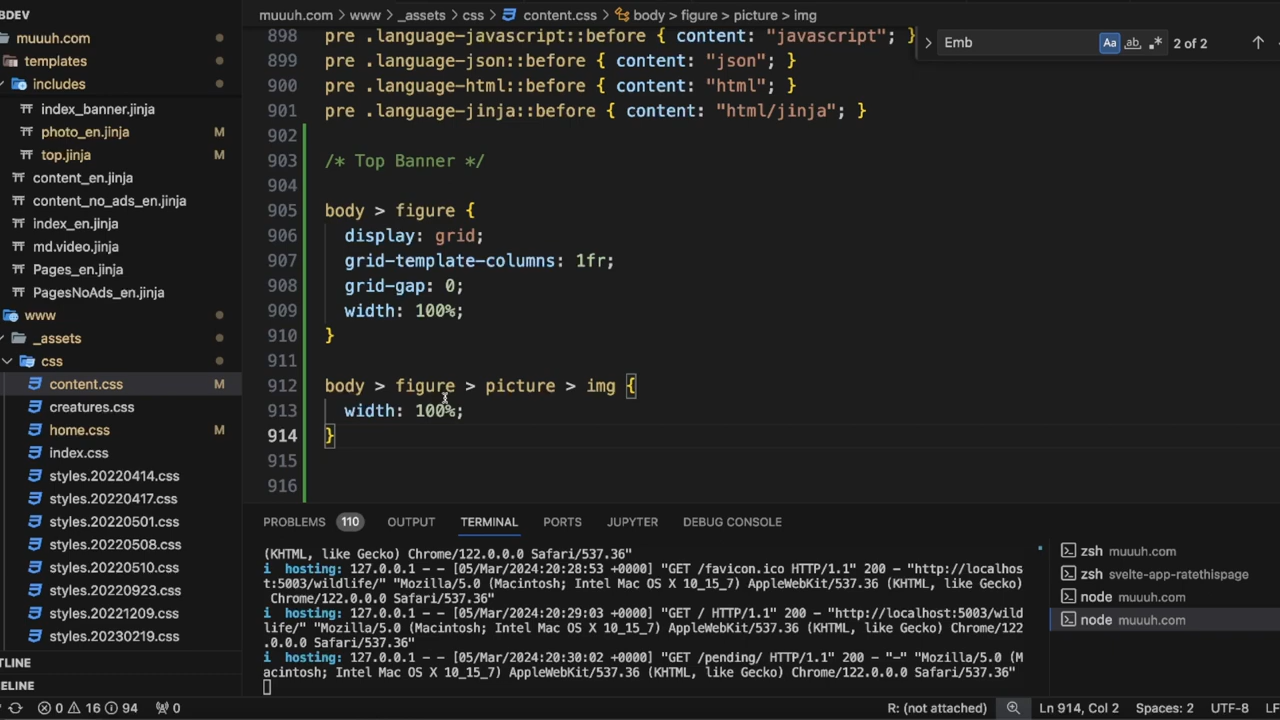 BDEV
muuuh.com
templates
includes
index_banner.jinja
photo_en.jinja M
top.jinja M
content_en.jinja
content_no_ads_en.jinja
index_en.jinja
md.video.jinja
Pages_en.jinja
PagesNoAds_en.jinja
www
_assets
css
content.css M
creatures.css
home.css M
index.css
styles.20220414.css
styles.20220417.css
styles.20220501.css
styles.20220508.css
styles.20220510.css
styles.20220923.css
styles.20221209.css
styles.20230219.css
TLINE
ELINE
muuuh.com > www > _assets > css > content.css > body > figure > picture > img
Emb Aa ab 2 of 2
898 pre .language-javascript::before { content: "javascript"; }
899 pre .language-json::before { content: "json"; }
900 pre .language-html::before { content: "html"; }
901 pre .language-jinja::before { content: "html/jinja"; }
902
903 /* Top Banner */
904
905 body > figure {
906 display: grid;
907 grid-template-columns: 1fr;
908 grid-gap: 0;
909 width: 100%;
910 }
911
912 body > figure > picture > img {
913 width: 100%;
914 }
915
916
PROBLEMS 110 OUTPUT TERMINAL PORTS JUPYTER DEBUG CONSOLE
(KHTML, like Gecko) Chrome/122.0.0.0 Safari/537.36"
i hosting: 127.0.0.1 - - [05/Mar/2024:20:28:53 +0000] "GET /favicon.ico HTTP/1.1" 200 - "http://localhos
t:5003/wildlife/" "Mozilla/5.0 (Macintosh; Intel Mac OS X 10_15_7) AppleWebKit/537.36 (KHTML, like Gecko)
Chrome/122.0.0.0 Safari/537.36"
i hosting: 127.0.0.1 - - [05/Mar/2024:20:29:03 +0000] "GET / HTTP/1.1" 200 - "http://localhost:5003/wild
life/" "Mozilla/5.0 (Macintosh; Intel Mac OS X 10_15_7) AppleWebKit/537.36 (KHTML, like Gecko) Chrome/122
.0.0.0 Safari/537.36"
i hosting: 127.0.0.1 - - [05/Mar/2024:20:30:02 +0000] "GET /pending/ HTTP/1.1" 200 - "-" "Mozilla/5.0 (M
acintosh; Intel Mac OS X 10_15_7) AppleWebKit/537.36 (KHTML, like Gecko) Chrome/122.0.0.0 Safari/537.36"
zsh muuuh.com
zsh svelte-app-ratethispage
node muuuh.com
node muuuh.com
0 16 94 0 R: (not attached) Ln 914, Col 2 Spaces: 2 UTF-8 LF